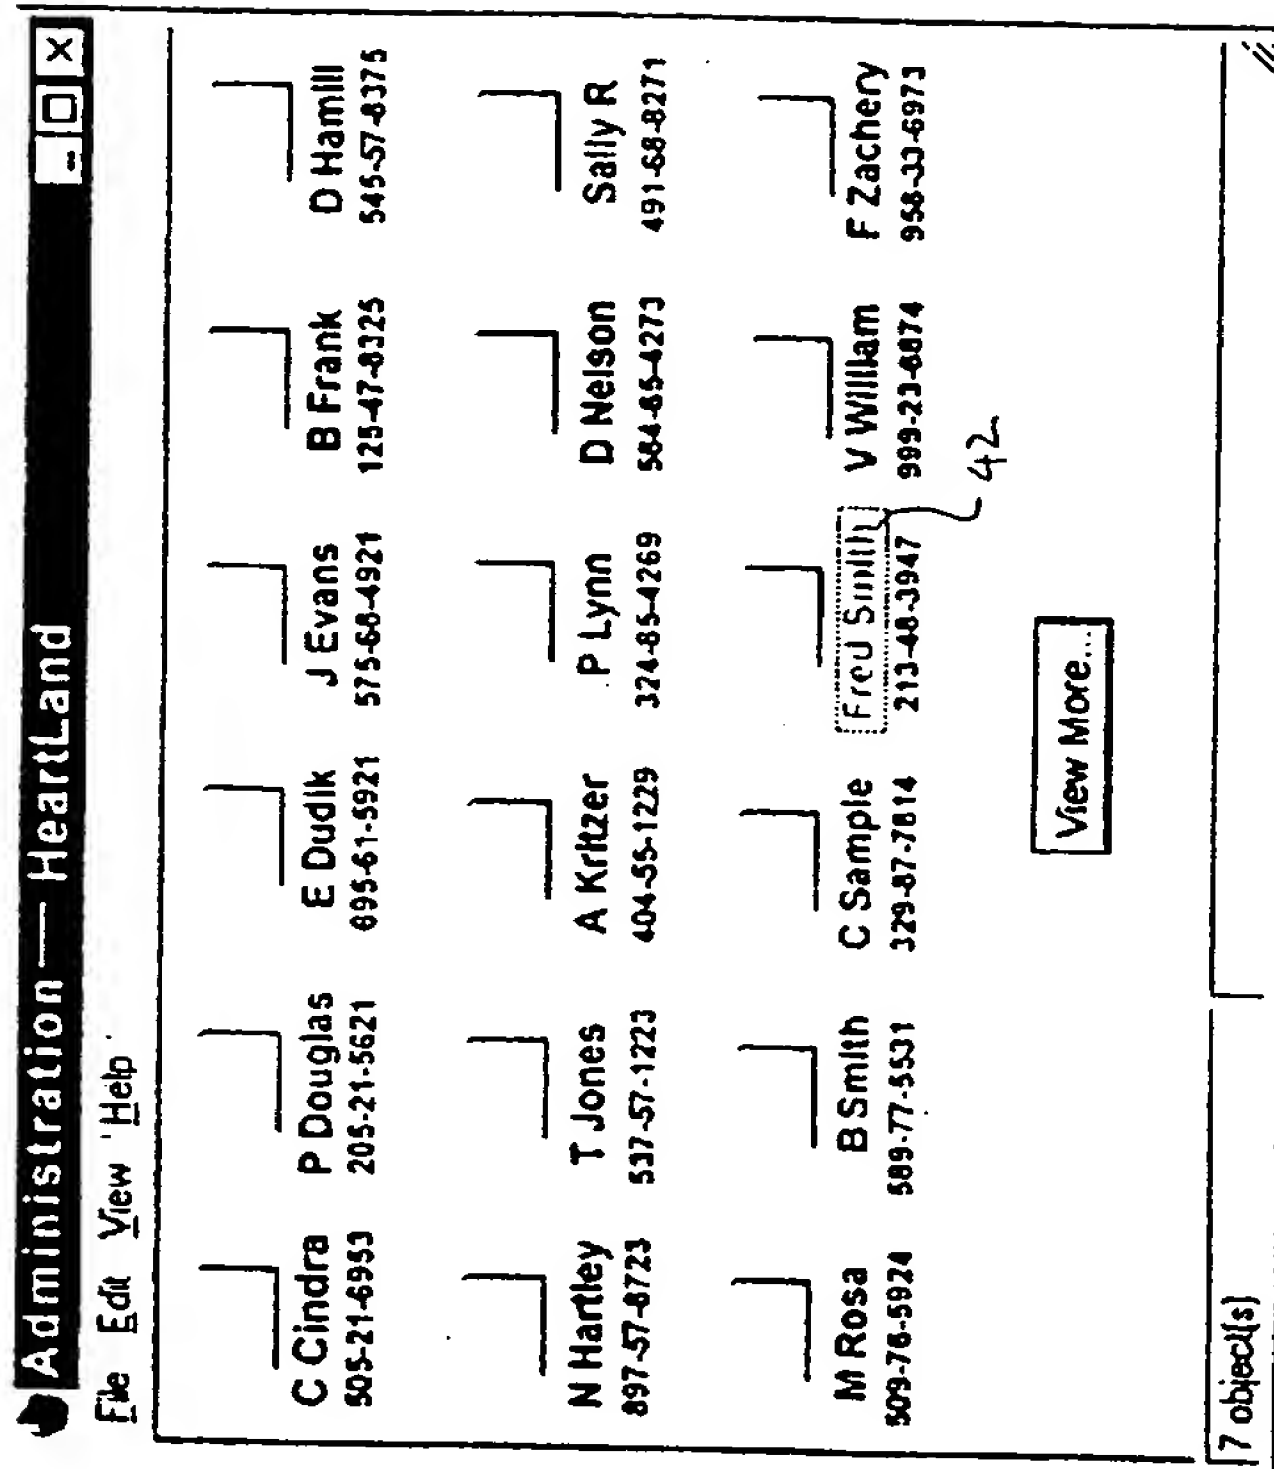 Administration — HeartLand
File Edit View Help
C Cindra P Douglas E Dudik J Evans B Frank D Hamill
505-21-6953 205-21-5621 695-61-5921 575-68-4921 125-47-8325 545-57-8375
N Hartley T Jones A Kritzer P Lynn D Nelson Sally R
897-57-8723 537-57-1223 404-55-1229 324-85-4269 564-65-4273 491-68-8271
M Rosa B Smith C Sample Fred Smith V William F Zachery
509-76-5924 589-77-5531 329-87-7814 213-48-3947 999-23-6874 958-33-6973
42
View More...
7 object(s)